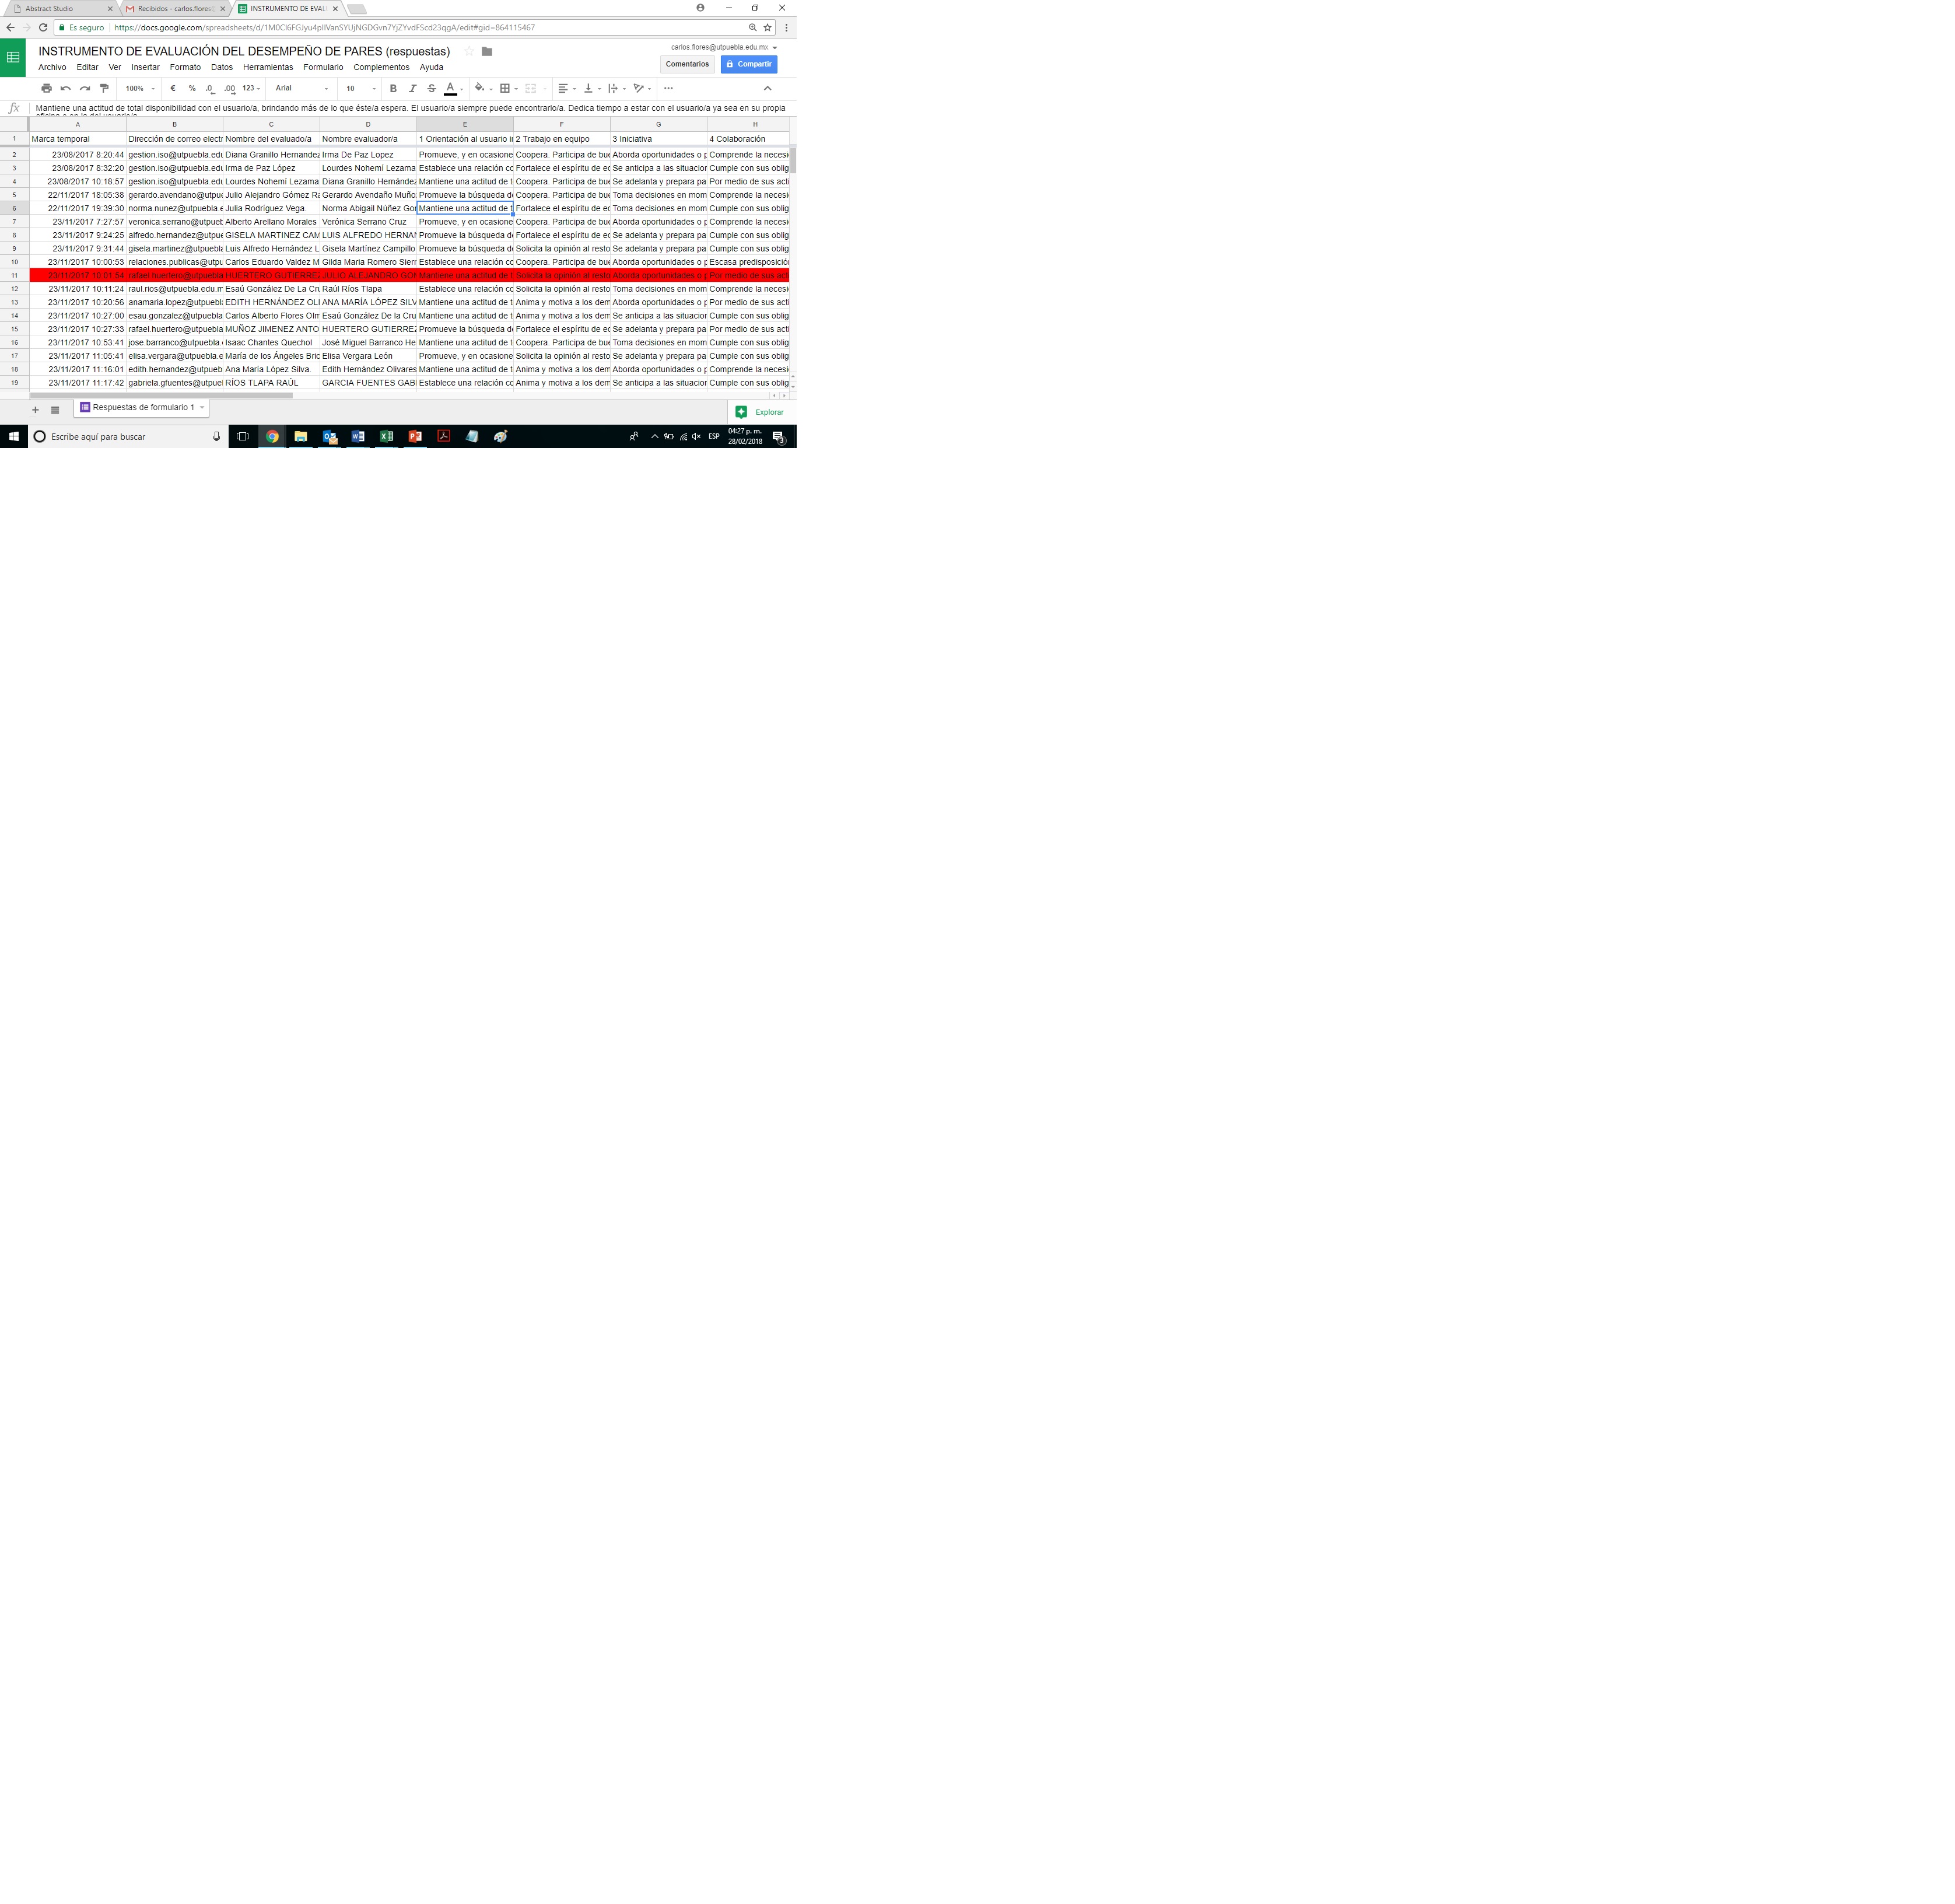 Abstract Studio
Recibidos - carlos.flores
INSTRUMENTO DE EVAL
Es seguro
https://docs.google.com/spreadsheets/d/
INSTRUMENTO DE EVALUACIÓN DEL DESEMPEÑO DE PARES (respuestas)
carlos.flores@utpuebla.edu.mx
Archivo Editar Ver Insertar Formato Datos Herramientas Formulario Complementos Ayuda
Comentarios Compartir
100% € % .0 .00 123 Arial 10 B I S A
fx Mantiene una actitud de total disponibilidad con el usuario/a, brindando más de lo que éste/a espera. El usuario/a siempre puede encontrarlo/a. Dedica tiempo a estar con el usuario/a ya sea en su propia
A B C D E F G H
1 Marca temporal Dirección de correo electr Nombre del evaluado/a Nombre evaluador/a 1 Orientación al usuario in 2 Trabajo en equipo 3 Iniciativa 4 Colaboración
2 23/08/2017 8:20:44 gestion.iso@utpuebla.edu Diana Granillo Hernandez Irma De Paz Lopez Promueve, y en ocasione Coopera. Participa de bue Aborda oportunidades o p Comprende la necesi
3 23/08/2017 8:32:20 gestion.iso@utpuebla.edu Irma de Paz López Lourdes Nohemí Lezama Establece una relación co Fortalece el espíritu de eq Se anticipa a las situacion Cumple con sus oblig
4 23/08/2017 10:18:57 gestion.iso@utpuebla.edu Lourdes Nohemí Lezama Diana Granillo Hernández Mantiene una actitud de t Coopera. Participa de bue Se adelanta y prepara pa Por medio de sus acti
5 22/11/2017 18:05:38 gerardo.avendano@utpue Julio Alejandro Gómez Ra Gerardo Avendaño Muño Promueve la búsqueda de Coopera. Participa de bue Toma decisiones en mom Comprende la necesi
6 22/11/2017 19:39:30 norma.nunez@utpuebla.e Julia Rodríguez Vega. Norma Abigail Núñez Gon Mantiene una actitud de t Fortalece el espíritu de eq Toma decisiones en mom Cumple con sus oblig
7 23/11/2017 7:27:57 veronica.serrano@utpueb Alberto Arellano Morales Verónica Serrano Cruz Promueve, y en ocasione Coopera. Participa de bue Aborda oportunidades o p Comprende la necesi
8 23/11/2017 9:24:25 alfredo.hernandez@utpue GISELA MARTINEZ CAM LUIS ALFREDO HERNAN Promueve la búsqueda de Fortalece el espíritu de eq Se adelanta y prepara pa Cumple con sus oblig
9 23/11/2017 9:31:44 gisela.martinez@utpuebla Luis Alfredo Hernández L Gisela Martínez Campillo Promueve la búsqueda de Solicita la opinión al resto Se adelanta y prepara pa Cumple con sus oblig
10 23/11/2017 10:00:53 relaciones.publicas@utpu Carlos Eduardo Valdez M Gilda Maria Romero Sierr Establece una relación co Coopera. Participa de bue Aborda oportunidades o p Escasa predisposición
11 23/11/2017 10:01:54 rafael.huertero@utpuebla HUERTERO GUTIERREZ JULIO ALEJANDRO GOM Mantiene una actitud de t Solicita la opinión al resto Aborda oportunidades o p Por medio de sus acti
12 23/11/2017 10:11:24 raul.rios@utpuebla.edu.m Esaú González De La Cru Raúl Ríos Tlapa Establece una relación co Solicita la opinión al resto Toma decisiones en mom Comprende la necesi
13 23/11/2017 10:20:56 anamaria.lopez@utpuebla EDITH HERNÁNDEZ OLI ANA MARÍA LÓPEZ SILV Mantiene una actitud de t Anima y motiva a los dem Aborda oportunidades o p Por medio de sus acti
14 23/11/2017 10:27:00 esau.gonzalez@utpuebla Carlos Alberto Flores Olm Esaú González De la Cru Mantiene una actitud de t Anima y motiva a los dem Se anticipa a las situacion Cumple con sus oblig
15 23/11/2017 10:27:33 rafael.huertero@utpuebla MUÑOZ JIMENEZ ANTO HUERTERO GUTIERREZ Promueve la búsqueda de Fortalece el espíritu de eq Se adelanta y prepara pa Por medio de sus acti
16 23/11/2017 10:53:41 jose.barranco@utpuebla. Isaac Chantes Quechol José Miguel Barranco He Mantiene una actitud de t Coopera. Participa de bue Toma decisiones en mom Cumple con sus oblig
17 23/11/2017 11:05:41 elisa.vergara@utpuebla.e María de los Ángeles Bric Elisa Vergara León Promueve, y en ocasione Solicita la opinión al resto Se adelanta y prepara pa Cumple con sus oblig
18 23/11/2017 11:16:01 edith.hernandez@utpueb Ana María López Silva. Edith Hernández Olivares Mantiene una actitud de t Anima y motiva a los dem Aborda oportunidades o p Comprende la necesi
19 23/11/2017 11:17:42 gabriela.gfuentes@utpuel RÍOS TLAPA RAÚL GARCIA FUENTES GABI Establece una relación co Anima y motiva a los dem Se anticipa a las situacion Cumple con sus oblig
Respuestas de formulario 1
Explorar
Escribe aquí para buscar
ESP
04:27 p. m.
28/02/2018
3